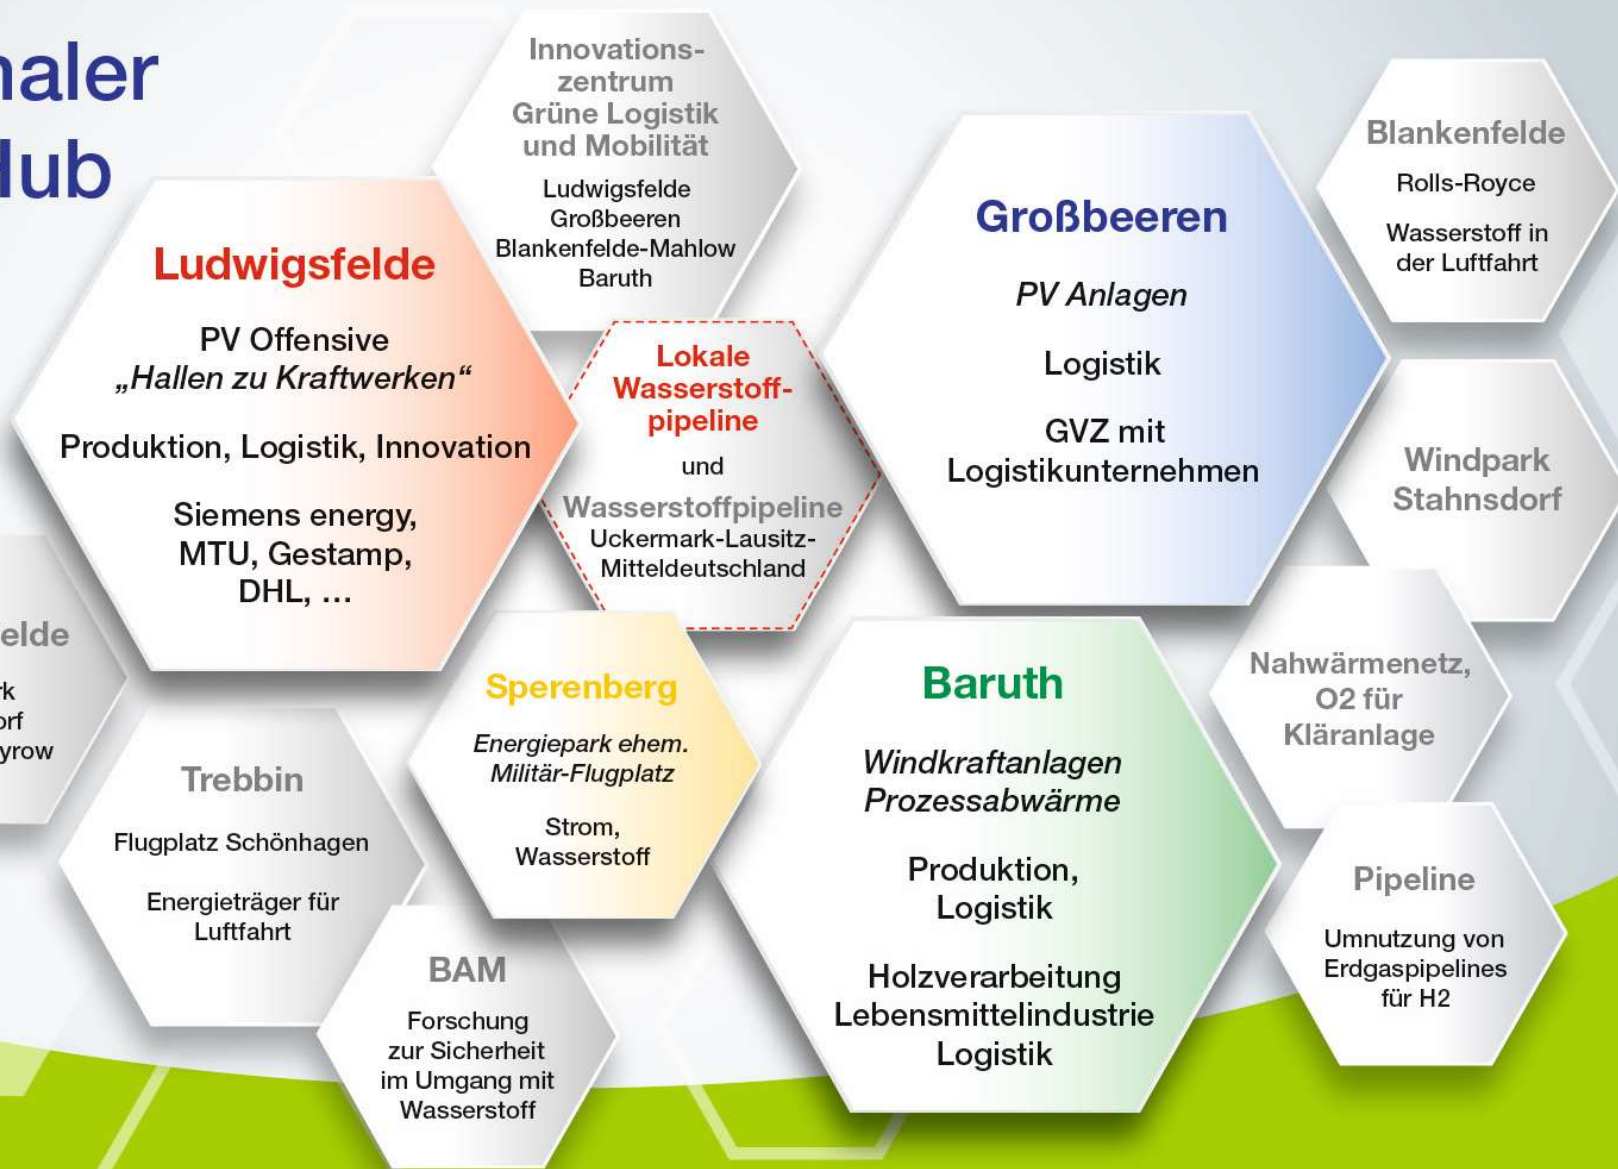 naler
Hub
Innovations-
zentrum
Grüne Logistik
und Mobilität
Ludwigsfelde
Großbeeren
Blankenfelde-Mahlow
Baruth
Ludwigsfelde
PV Offensive
„Hallen zu Kraftwerken“
Produktion, Logistik, Innovation
Siemens energy,
MTU, Gestamp,
DHL, ...
Lokale
Wasserstoff-
pipeline
und
Wasserstoffpipeline
Uckermark-Lausitz-
Mitteldeutschland
Großbeeren
PV Anlagen
Logistik
GVZ mit
Logistikunternehmen
Blankenfelde
Rolls-Royce
Wasserstoff in
der Luftfahrt
Windpark
Stahnsdorf
elde
rk
orf
yrow
Trebbin
Flugplatz Schönhagen
Energieträger für
Luftfahrt
Sperenberg
Energiepark ehem.
Militär-Flugplatz
Strom,
Wasserstoff
BAM
Forschung
zur Sicherheit
im Umgang mit
Wasserstoff
Baruth
Windkraftanlagen
Prozessabwärme
Produktion,
Logistik
Holzverarbeitung
Lebensmittelindustrie
Logistik
Nahwärmenetz,
O2 für
Kläranlage
Pipeline
Umnutzung von
Erdgaspipelines
für H2